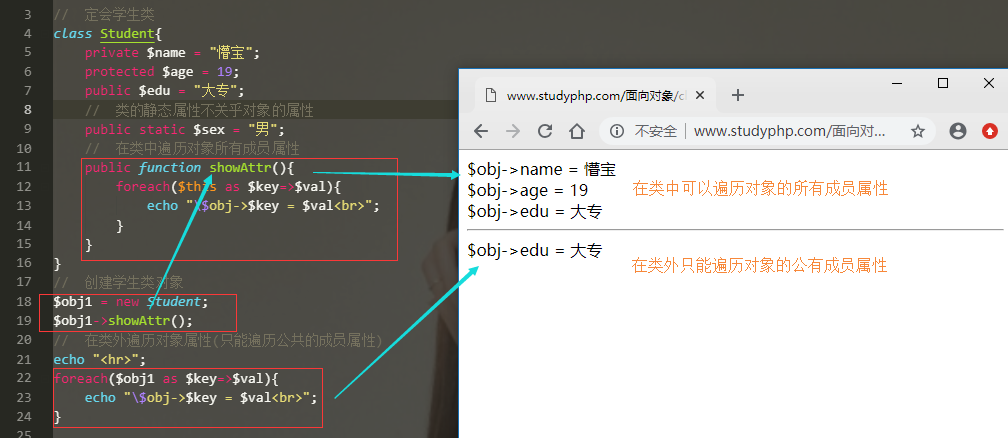 3 // 定会学生类
4 class Student{
5 private $name = "懵宝";
6 protected $age = 19;
7 public $edu = "大专";
8 // 类的静态属性不关乎对象的属性
9 public static $sex = "男";
10 // 在类中遍历对象所有成员属性
11 public function showAttr(){
12 foreach($this as $key=>$val){
13 echo "\$obj->$key = $val<br>";
14 }
15 }
16 }
17 // 创建学生类对象
18 $obj1 = new Student;
19 $obj1->showAttr();
20 // 在类外遍历对象属性(只能遍历公共的成员属性)
21 echo "<hr>";
22 foreach($obj1 as $key=>$val){
23 echo "\$obj->$key = $val<br>";
24 }
25
www.studyphp.com/面向对象/cl
不安全 | www.studyphp.com/面向对...
$obj->name = 懵宝
$obj->age = 19
在类中可以遍历对象的所有成员属性
$obj->edu = 大专
$obj->edu = 大专
在类外只能遍历对象的公有成员属性